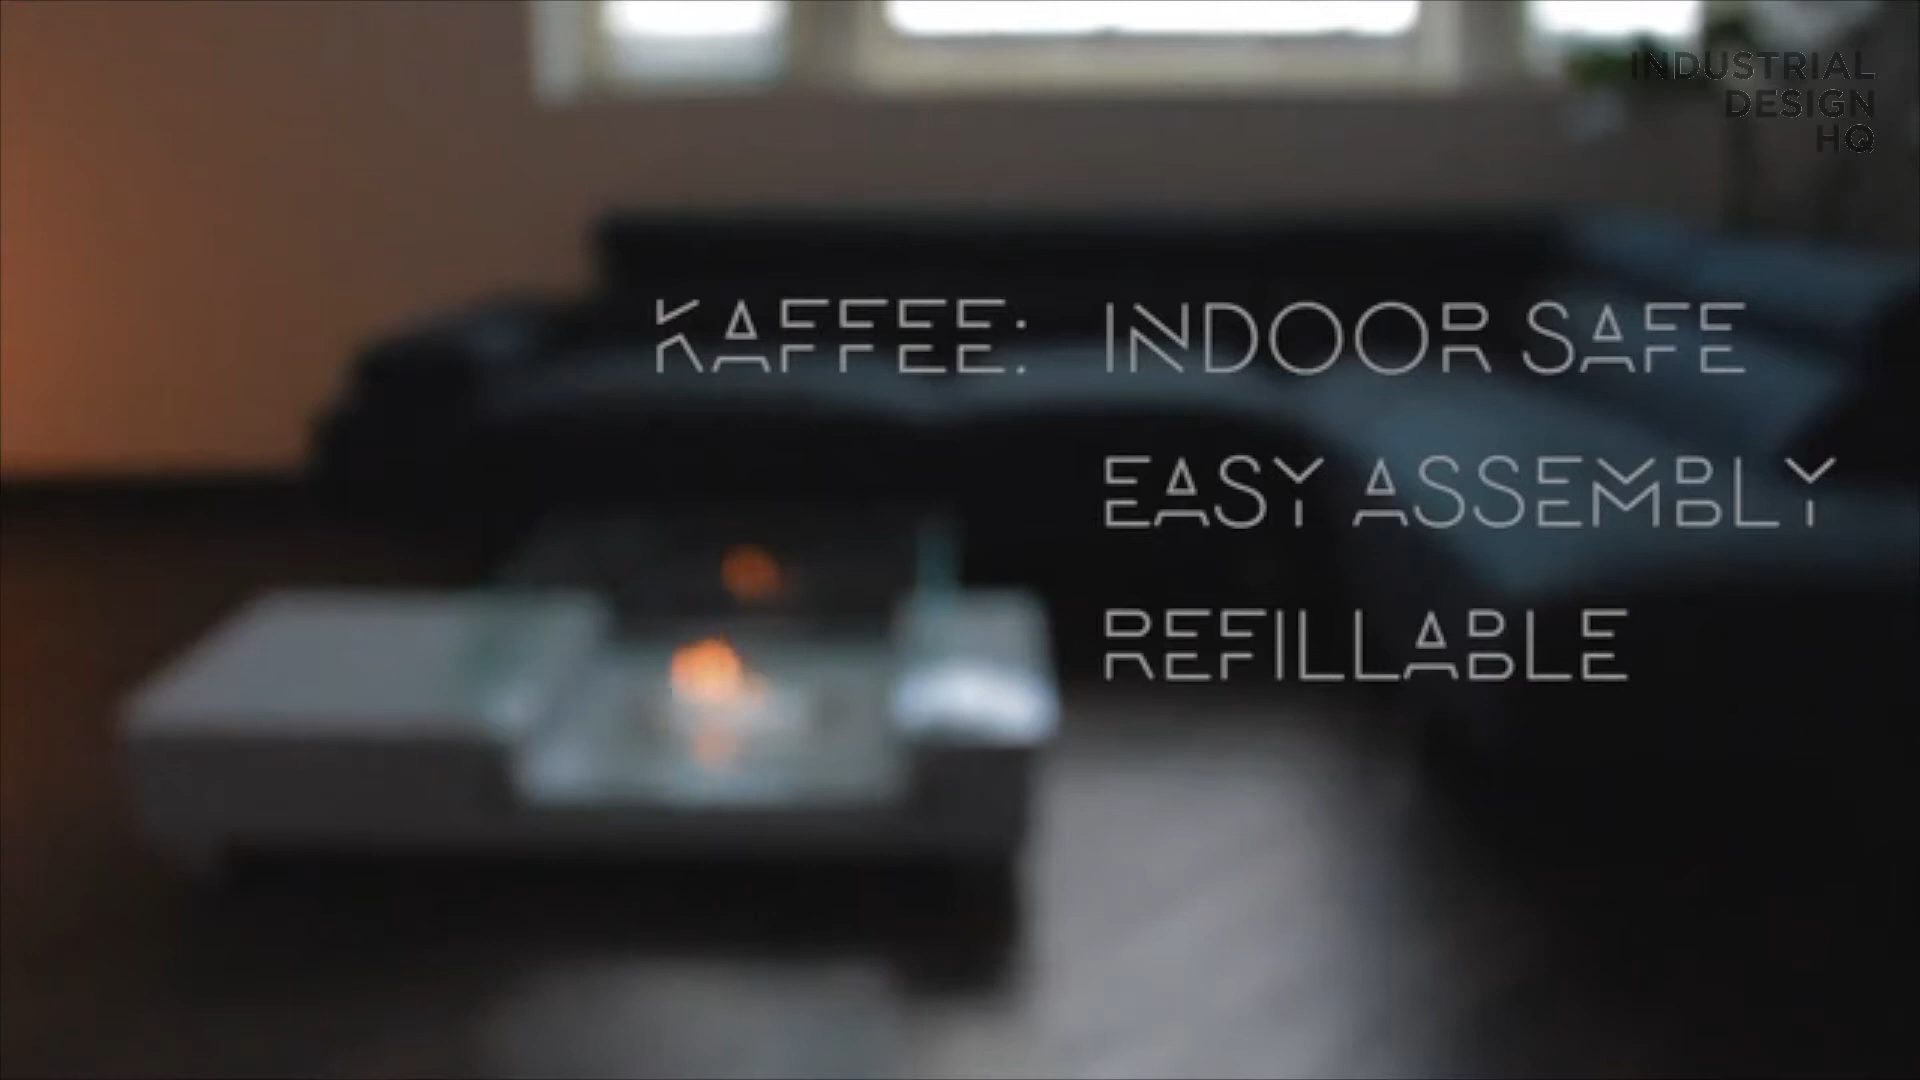 INDUSTRIAL
DESIGN
HQ
KAFFEE: INDOOR SAFE
EASY ASSEMBLY
REFILLABLE